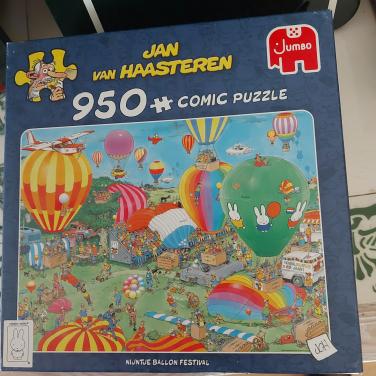 JAN
VAN HAASTEREN
Jumbo
950 COMIC PUZZLE
NIJNTJE BALLON FESTIVAL